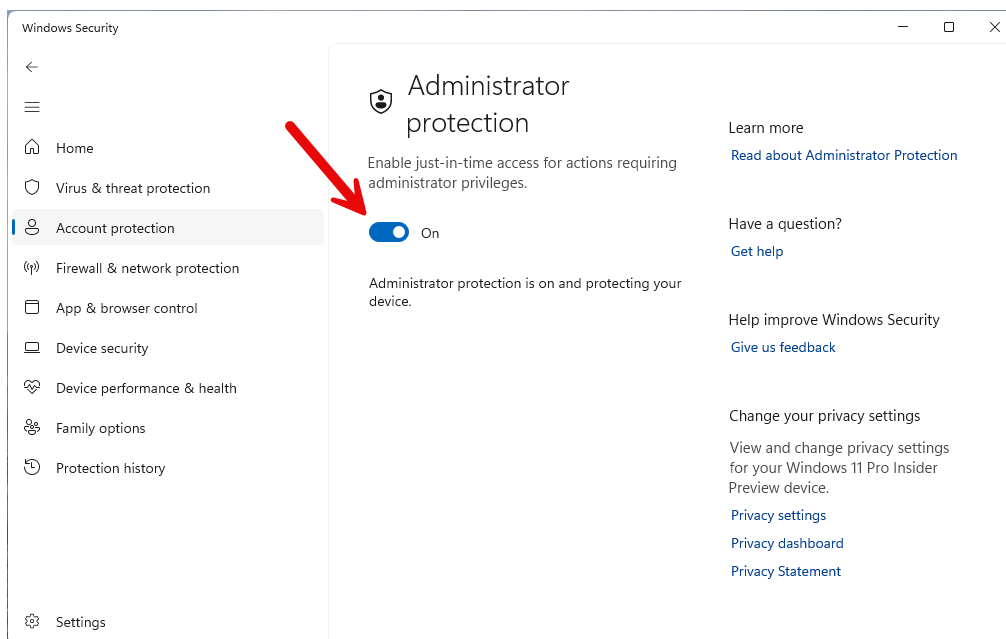 Windows Security
Home
Virus & threat protection
Account protection
Firewall & network protection
App & browser control
Device security
Device performance & health
Family options
Protection history
Settings
Administrator
protection
Enable just-in-time access for actions requiring
administrator privileges.
On
Administrator protection is on and protecting your
device.
Learn more
Read about Administrator Protection
Have a question?
Get help
Help improve Windows Security
Give us feedback
Change your privacy settings
View and change privacy settings
for your Windows 11 Pro Insider
Preview device.
Privacy settings
Privacy dashboard
Privacy Statement